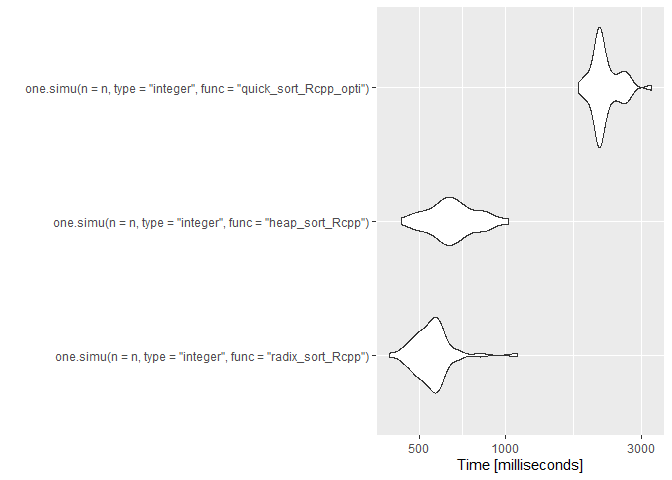 one.simu(n = n, type = "integer", func = "quick_sort_Rcpp_opti")
one.simu(n = n, type = "integer", func = "heap_sort_Rcpp")
one.simu(n = n, type = "integer", func = "radix_sort_Rcpp")
500 1000 3000
Time [milliseconds]